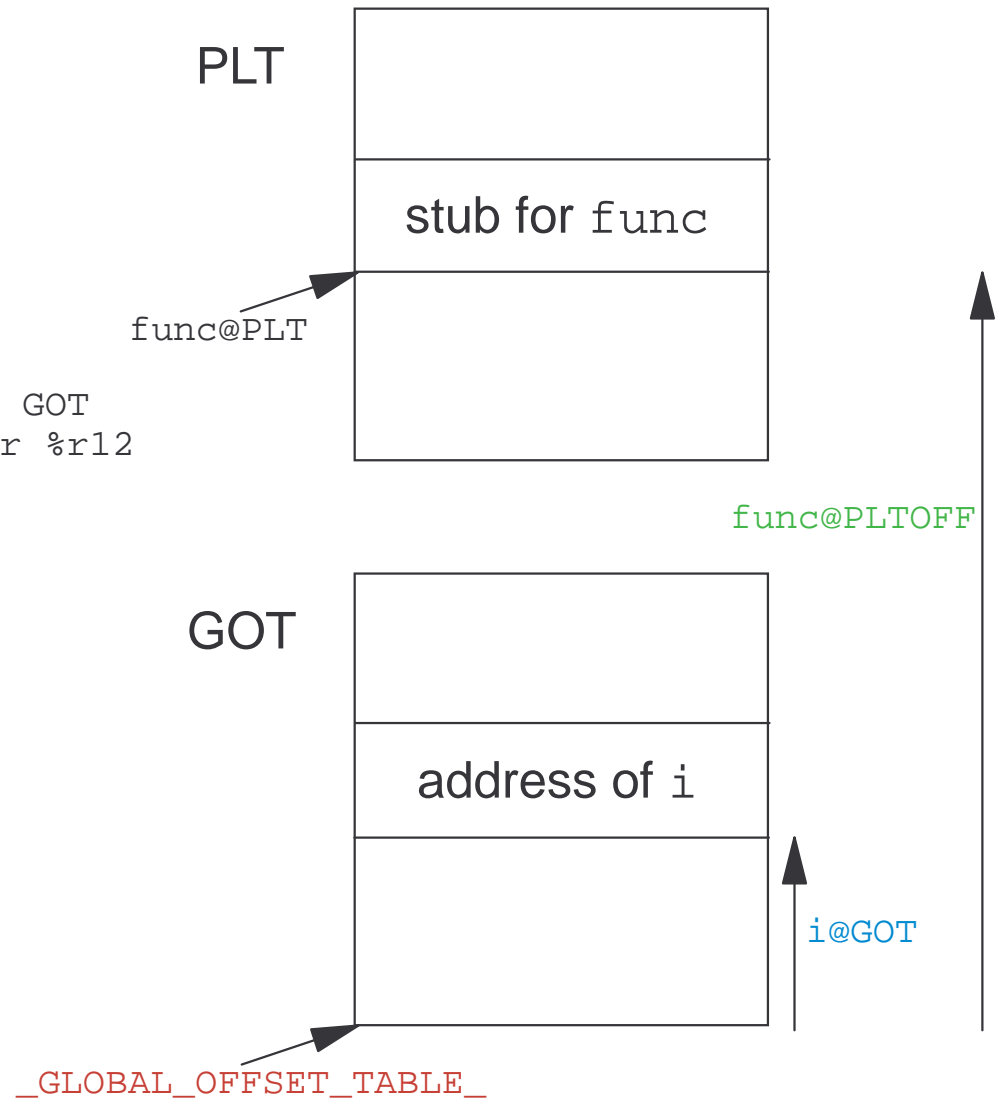 PLT
stub for func
func@PLT
GOT
r %r12
func@PLTOFF
GOT
address of i
i@GOT
_GLOBAL_OFFSET_TABLE_